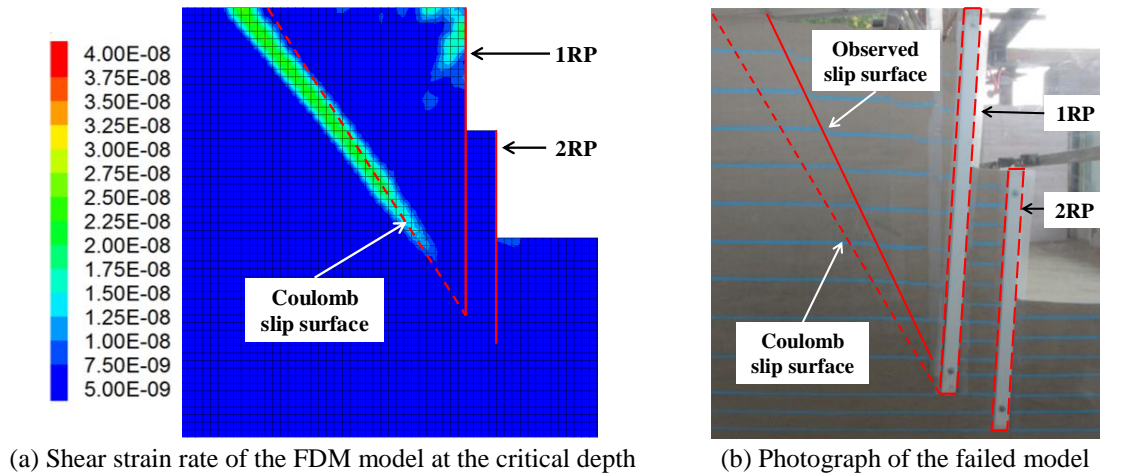 4.00E-08
3.75E-08
3.50E-08
3.25E-08
3.00E-08
2.75E-08
2.50E-08
2.25E-08
2.00E-08
1.75E-08
1.50E-08
1.25E-08
1.00E-08
7.50E-09
5.00E-09
1RP
2RP
Coulomb
slip surface
(a) Shear strain rate of the FDM model at the critical depth
Observed
slip surface
1RP
2RP
Coulomb
slip surface
(b) Photograph of the failed model